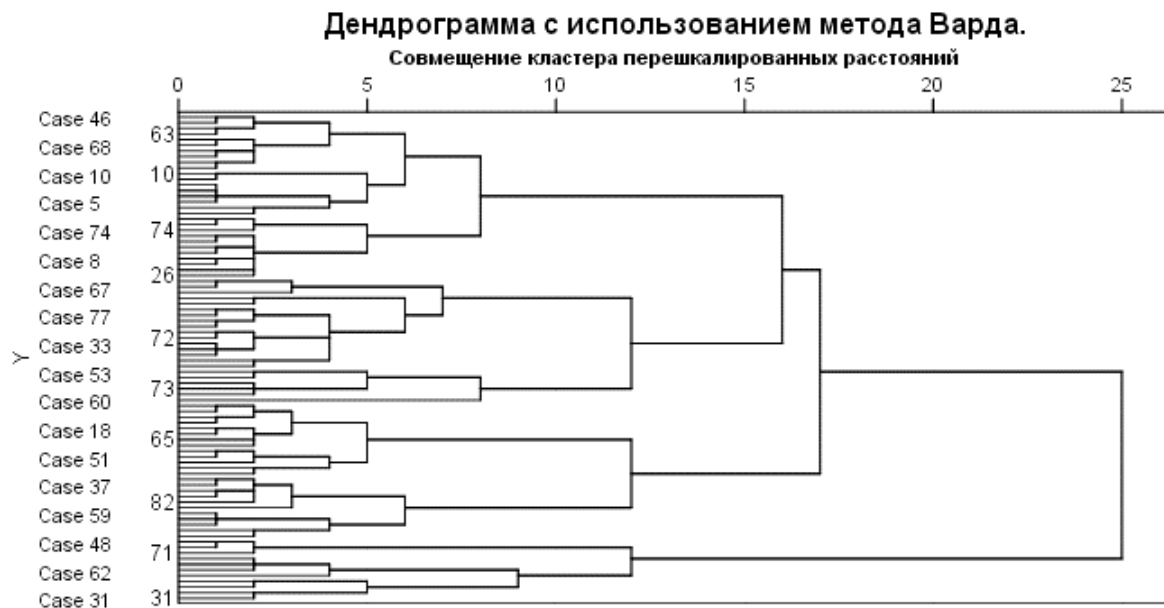 Дендрограмма с использованием метода Варда.
Совмещение кластера перешкалированных расстояний
0 5 10 15 20 25
Case 46
63
Case 68
10
Case 10
Case 5
74
Case 74
Case 8
26
Case 67
Case 77
72
Case 33
Y
Case 53
73
Case 60
Case 18
65
Case 51
Case 37
82
Case 59
Case 48
71
Case 62
Case 31
31